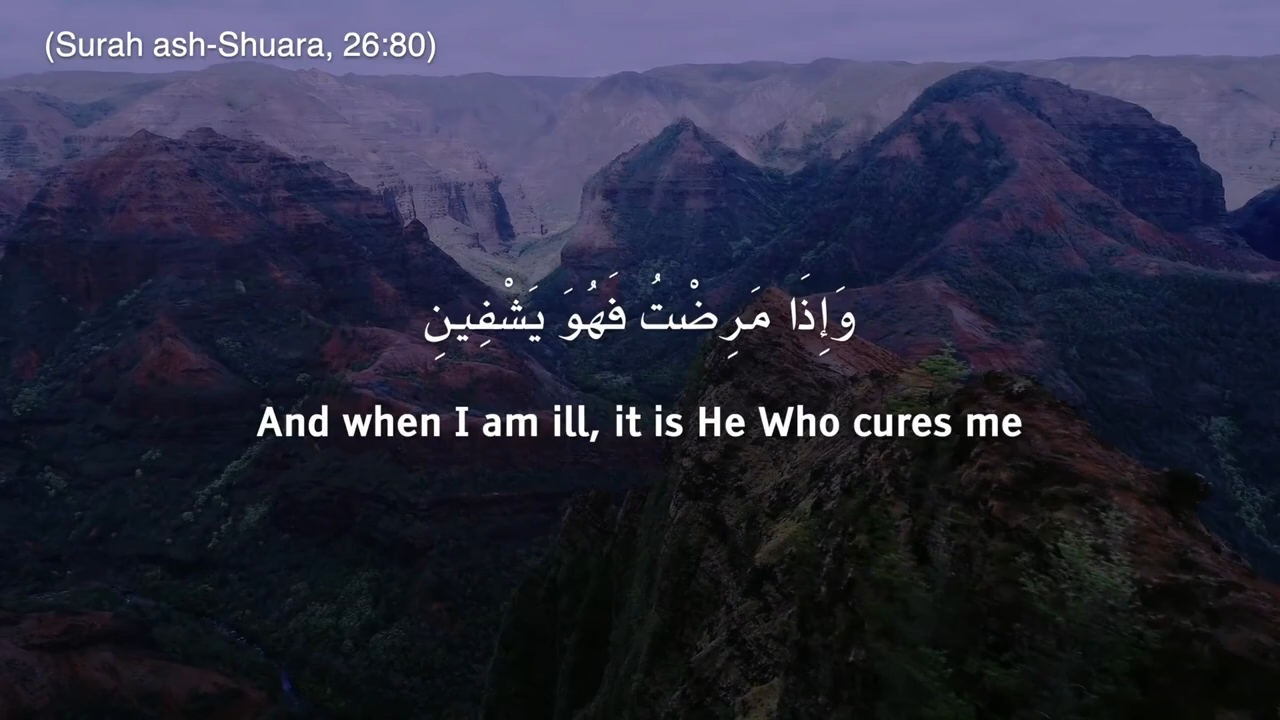 (Surah ash-Shuara, 26:80)
وَإِذَا مَرِضْتُ فَهُوَ يَشْفِينِ
And when I am ill, it is He Who cures me